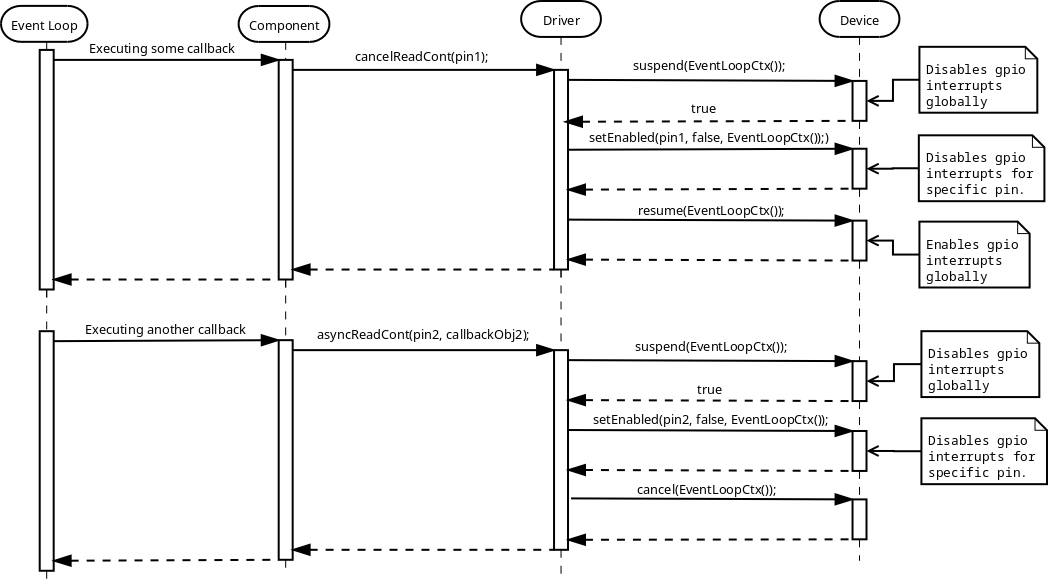 Event Loop
Component
Driver
Device
Executing some callback
cancelReadCont(pin1);
suspend(EventLoopCtx());
Disables gpio
interrupts
globally
true
setEnabled(pin1, false, EventLoopCtx());)
Disables gpio
interrupts for
specific pin.
resume(EventLoopCtx());
Enables gpio
interrupts
globally
Executing another callback
asyncReadCont(pin2, callbackObj2);
suspend(EventLoopCtx());
Disables gpio
interrupts
globally
true
setEnabled(pin2, false, EventLoopCtx());
Disables gpio
interrupts for
specific pin.
cancel(EventLoopCtx());